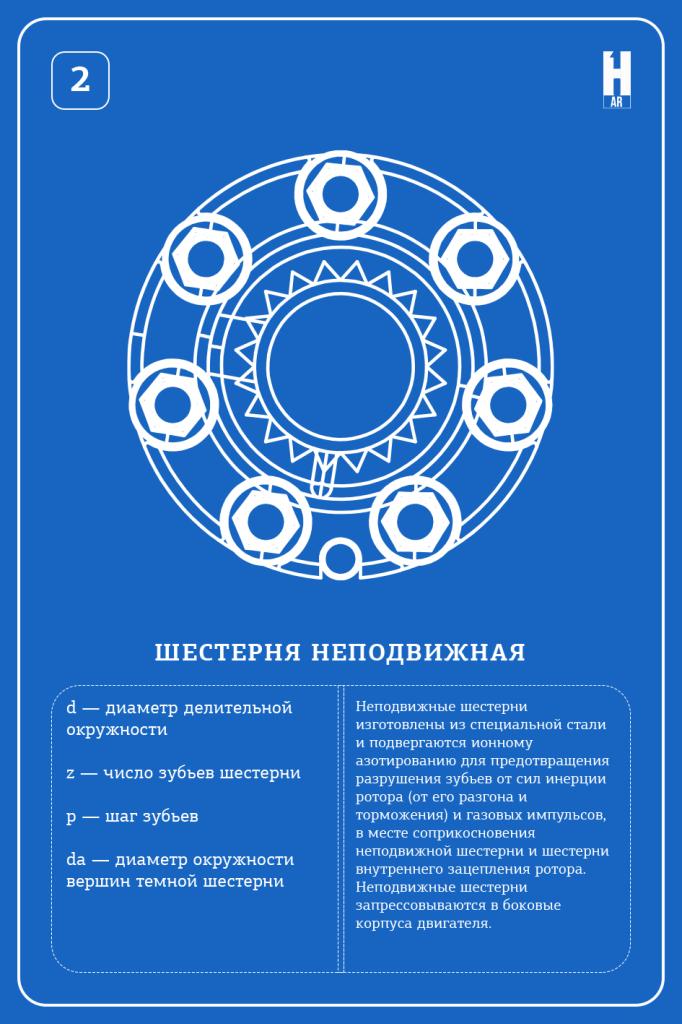 2
H
AR
ШЕСТЕРНЯ НЕПОДВИЖНАЯ
d — диаметр делительной
окружности
z — число зубьев шестерни
p — шаг зубьев
da — диаметр окружности
вершин темной шестерни
Неподвижные шестерни
изготовлены из специальной стали
и подвергаются ионному
азотированию для предотвращения
разрушения зубьев от сил инерции
ротора (от его разгона и
торможения) и газовых импульсов,
в месте соприкосновения
неподвижной шестерни и шестерни
внутреннего зацепления ротора.
Неподвижные шестерни
запрессовываются в боковые
корпуса двигателя.